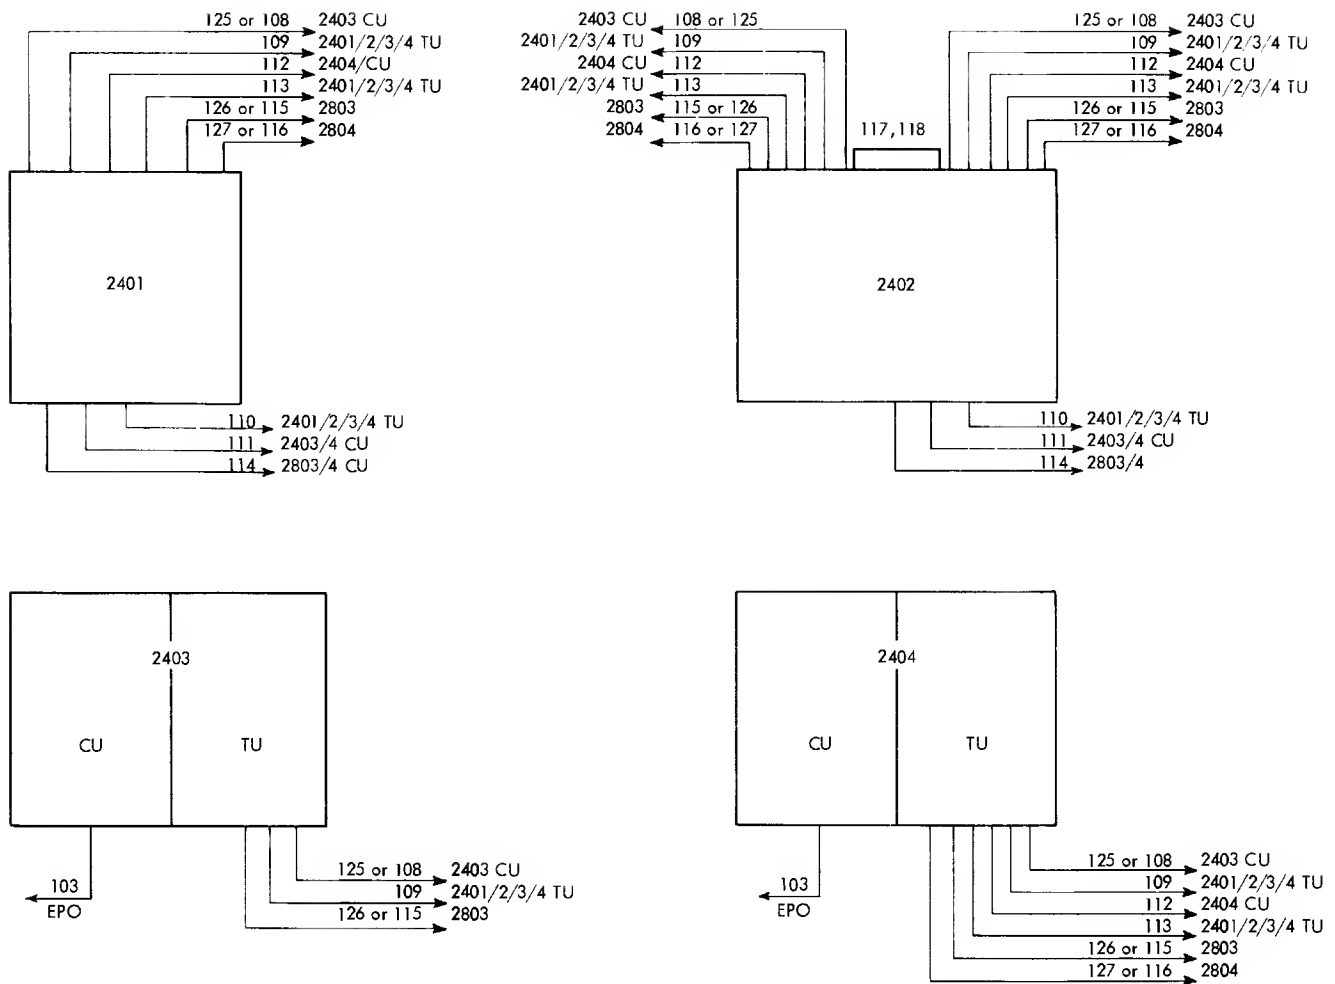 125 or 108 2403 CU
109 2401/2/3/4 TU
112 2404/CU
113 2401/2/3/4 TU
126 or 115 2803
127 or 116 2804
2401
110 2401/2/3/4 TU
111 2403/4 CU
114 2803/4 CU
2403 CU 108 or 125
2401/2/3/4 TU 109
2404 CU 112
2401/2/3/4 TU 113
2803 115 or 126
2804 116 or 127
117,118
125 or 108 2403 CU
109 2401/2/3/4 TU
112 2404 CU
113 2401/2/3/4 TU
126 or 115 2803
127 or 116 2804
2402
110 2401/2/3/4 TU
111 2403/4 CU
114 2803/4
2403
CU TU
103
EPO
125 or 108 2403 CU
109 2401/2/3/4 TU
126 or 115 2803
2404
CU TU
103
EPO
125 or 108 2403 CU
109 2401/2/3/4 TU
112 2404 CU
113 2401/2/3/4 TU
126 or 115 2803
127 or 116 2804